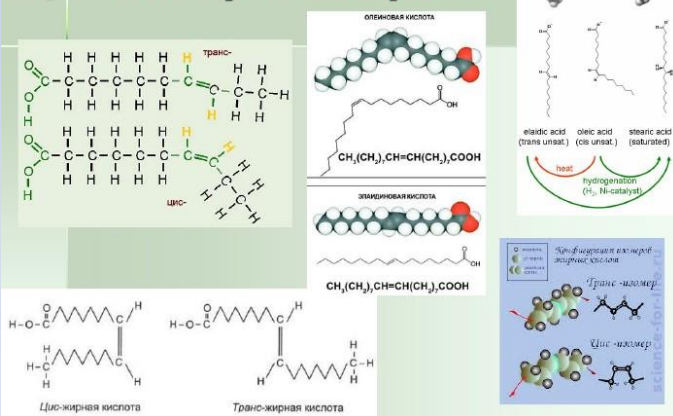 транс-
цис-
ОЛЕИНОВАЯ КИСЛОТА
OH
CH₃(CH₂)₇CH=CH(CH₂)₇COOH
ЭЛАИДИНОВАЯ КИСЛОТА
OH
CH₃(CH₂)₇CH=CH(CH₂)₇COOH
elaidic acid
(trans unsat.)
oleic acid
(cis unsat.)
stearic acid
(saturated)
heat
hydrogenation
(H₂, Ni-catalyst)
Конфигурация изомеров
жирных кислот
Транс -изомер
Цис -изомер
science-for-life.ru
Цис-жирная кислота
Транс-жирная кислота